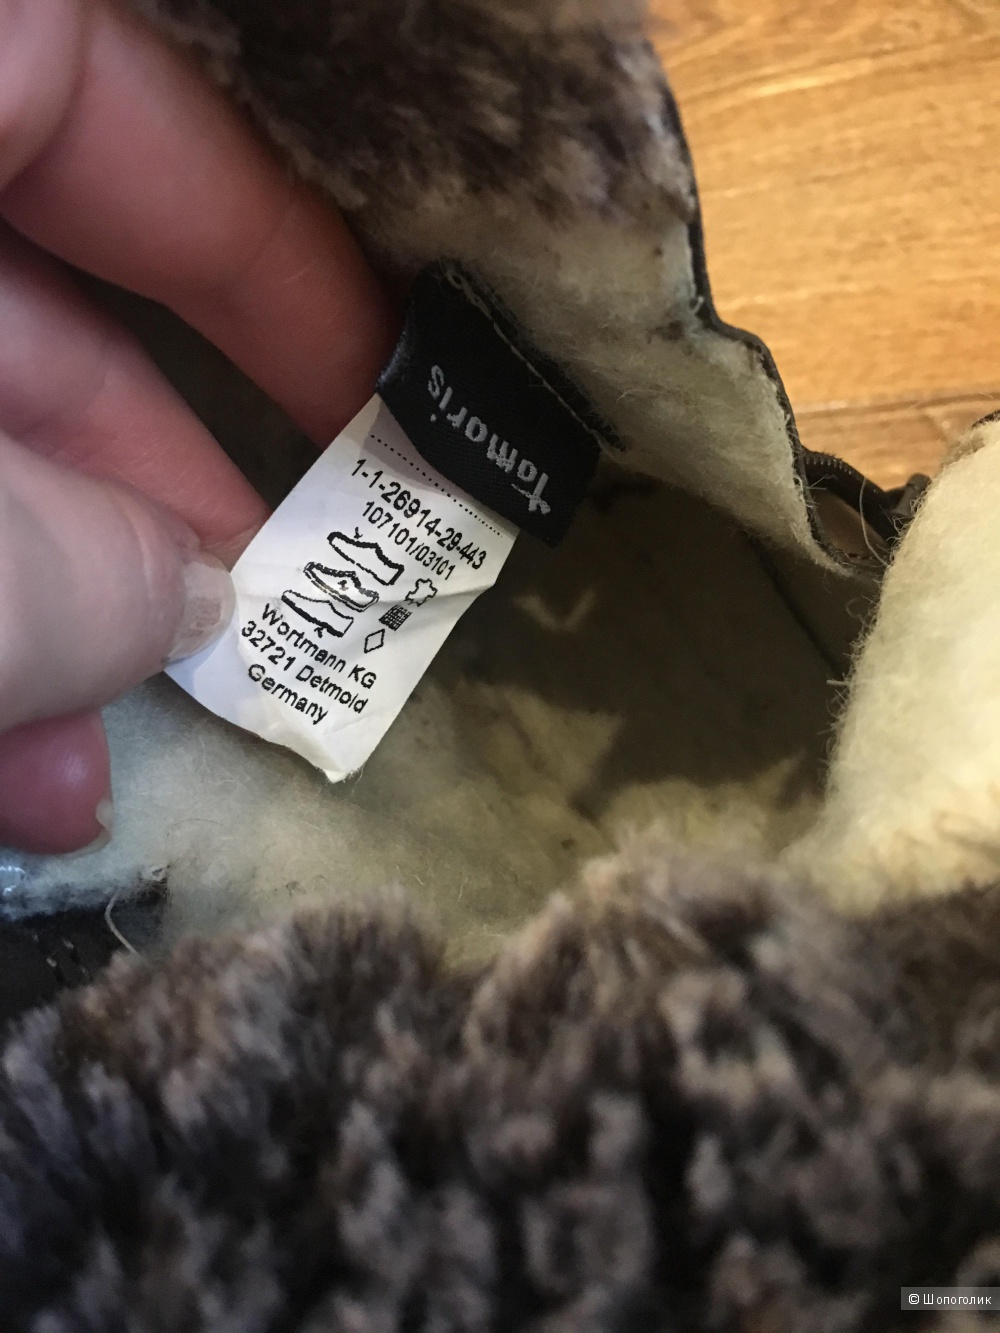 Tamaris
1-1-26914-29-443
107101/03101
Wortmann KG
32721 Detmold
Germany
© Шопоголик